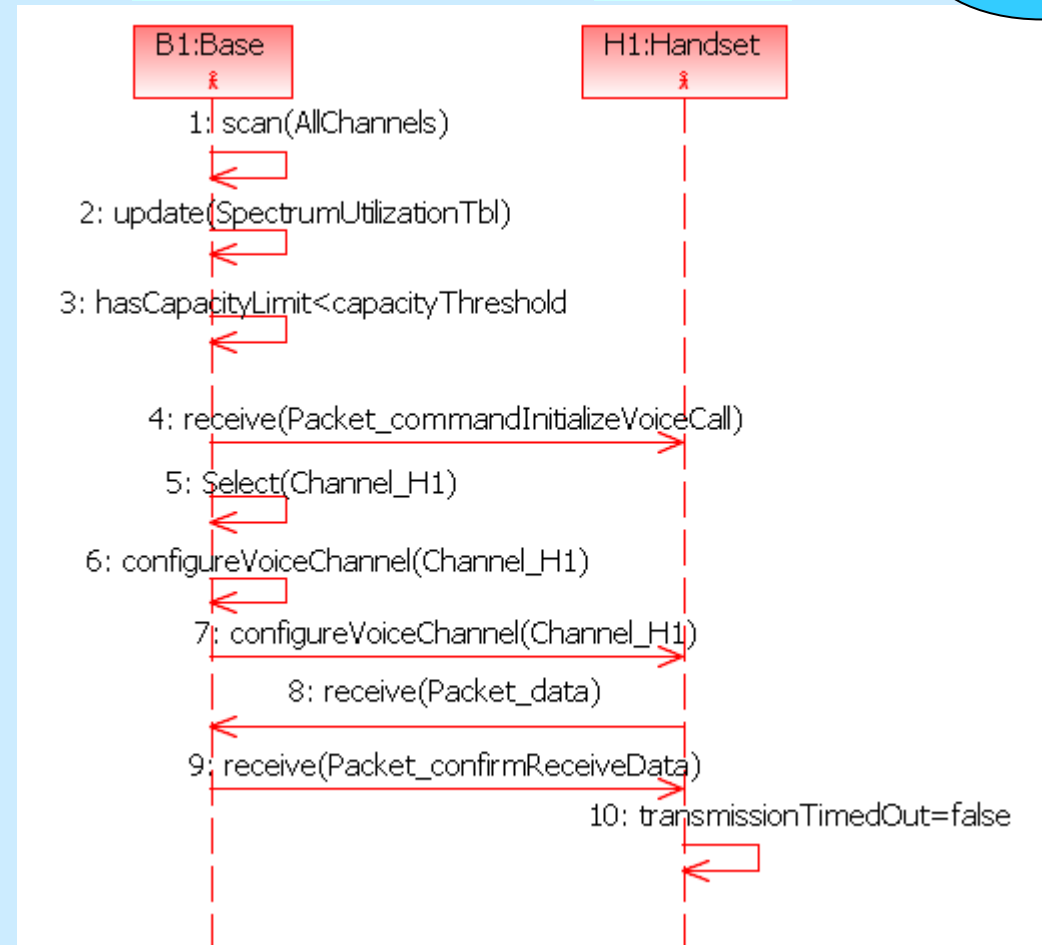 B1:Base
H1:Handset
1: scan(AllChannels)
2: update(SpectrumUtilizationTbl)
3: hasCapacityLimit<capacityThreshold
4: receive(Packet_commandInitializeVoiceCall)
5: Select(Channel_H1)
6: configureVoiceChannel(Channel_H1)
7: configureVoiceChannel(Channel_H1)
8: receive(Packet_data)
9: receive(Packet_confirmReceiveData)
10: transmissionTimedOut=false